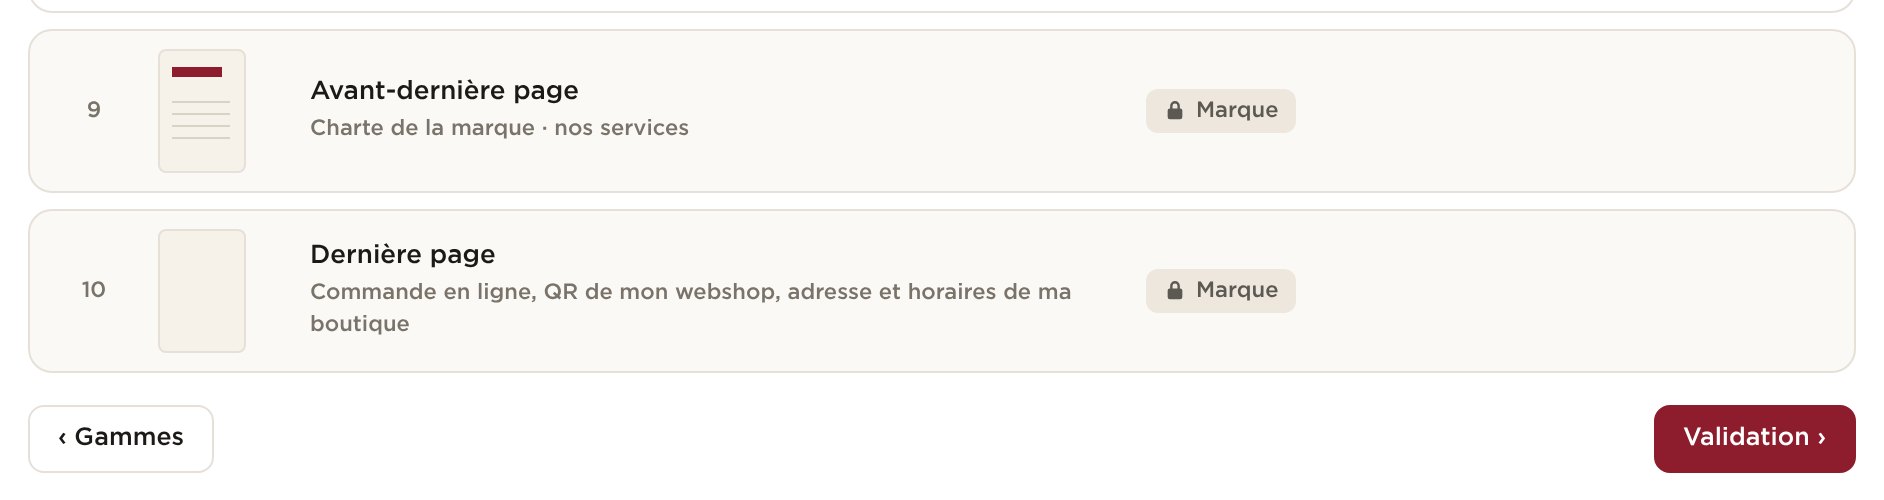 9
Avant-dernière page
Charte de la marque · nos services
Marque
10
Dernière page
Commande en ligne, QR de mon webshop, adresse et horaires de ma
boutique
Marque
‹ Gammes
Validation ›